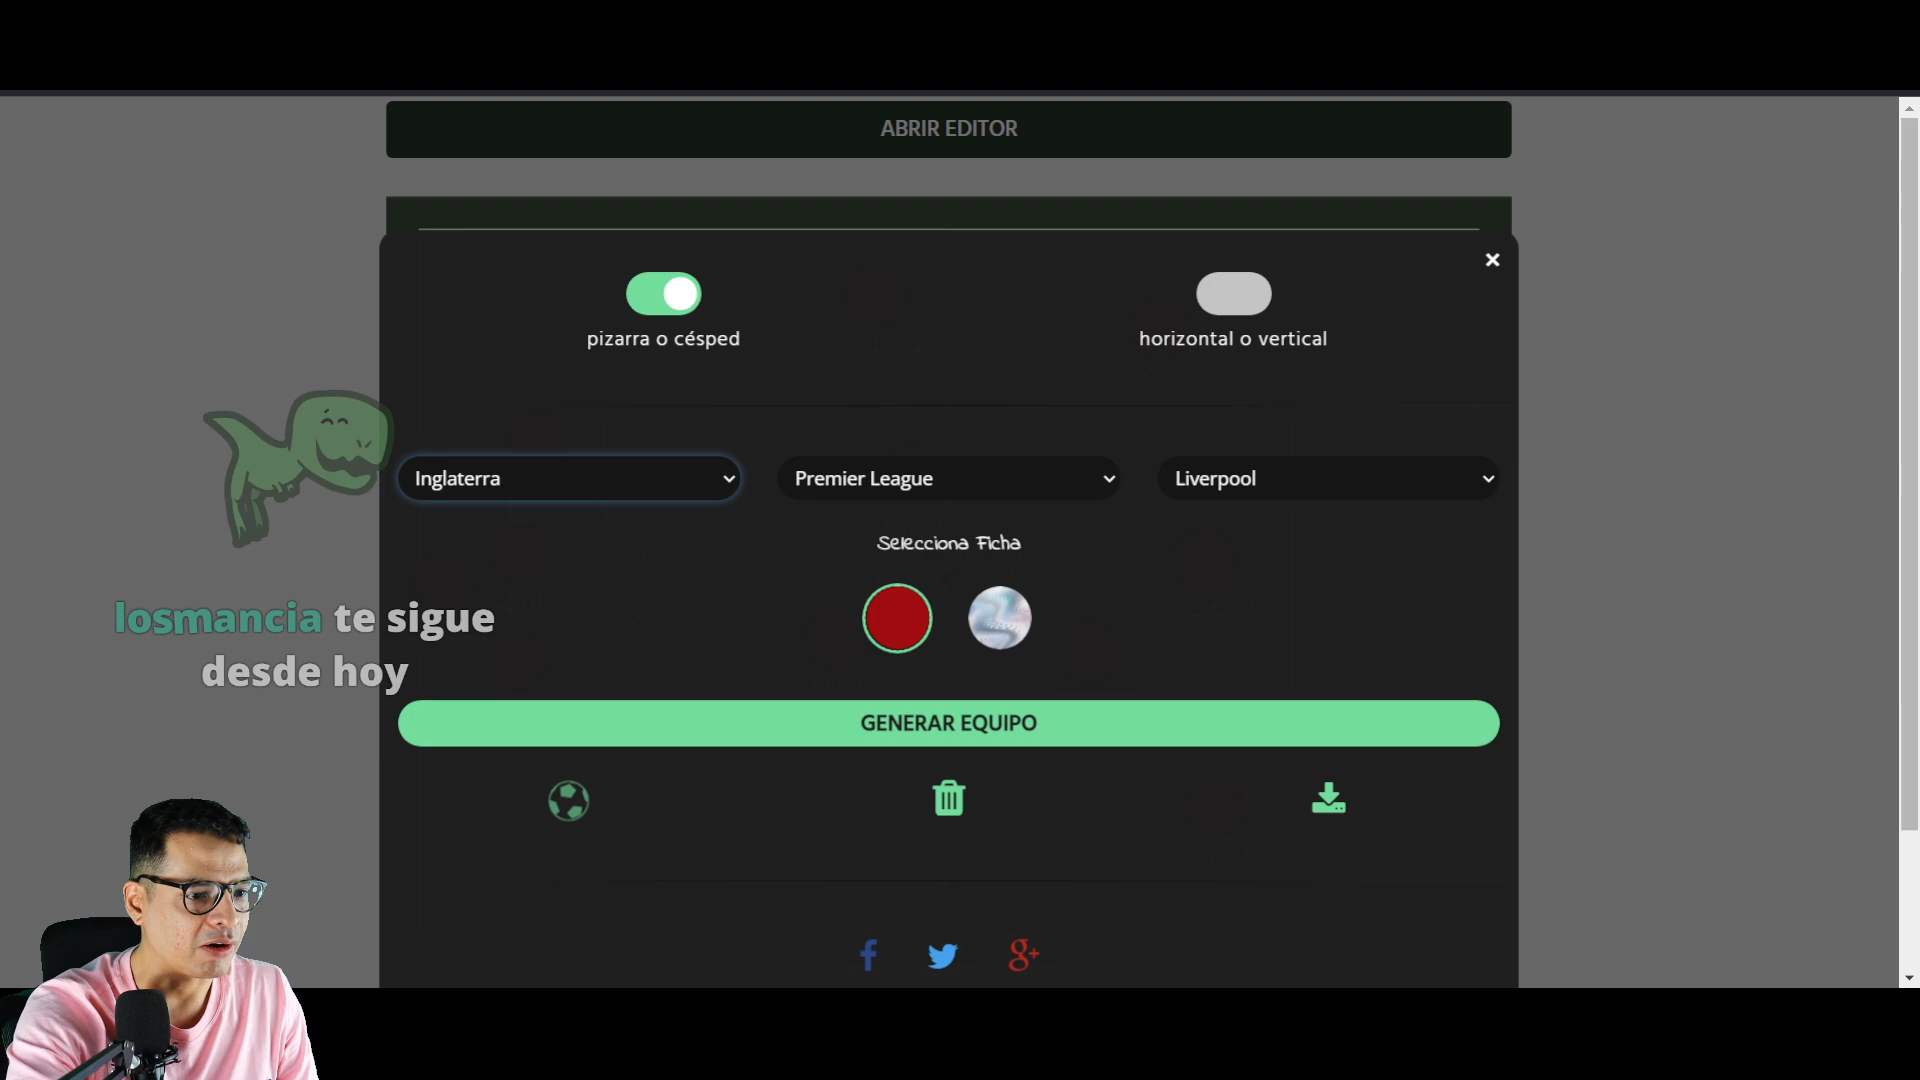 ABRIR EDITOR
pizarra o césped
horizontal o vertical
Inglaterra
Premier League
Liverpool
Selecciona Ficha
losmancia te sigue
desde hoy
GENERAR EQUIPO